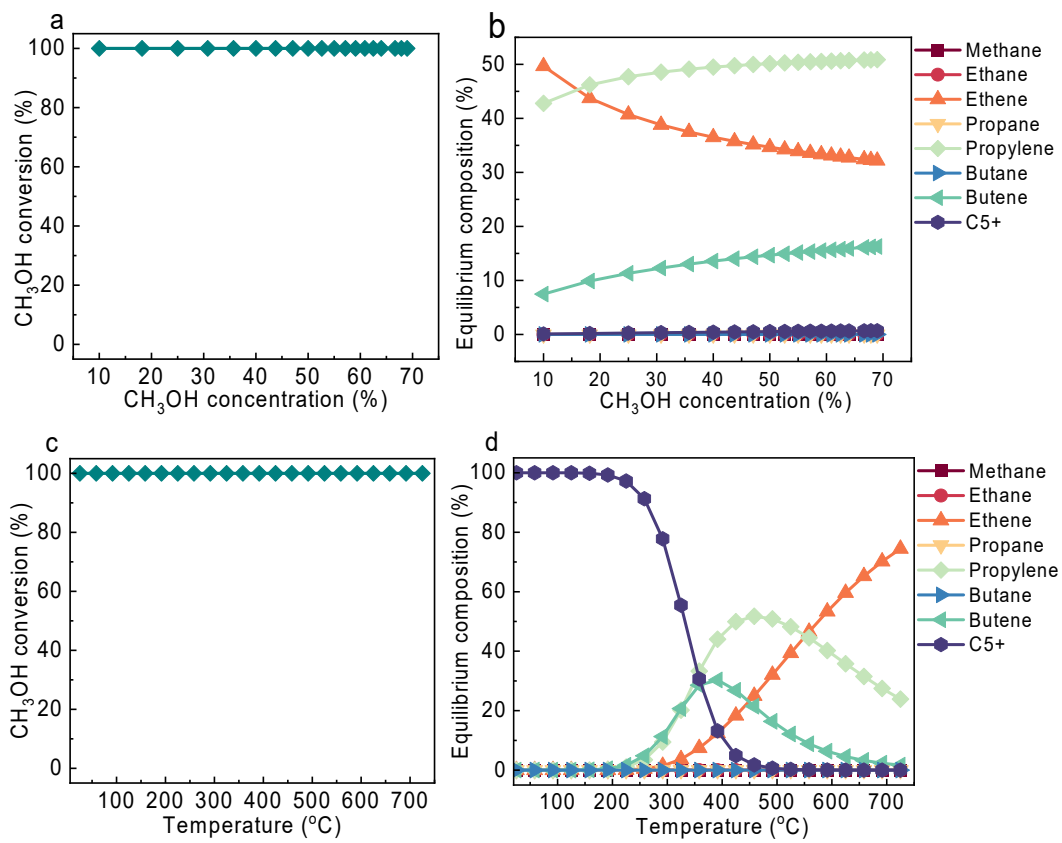 a
CH₃OH conversion (%)
100
80
60
40
20
0
10 20 30 40 50 60 70
CH₃OH concentration (%)
b
Equilibrium composition (%)
50
40
30
20
10
0
10 20 30 40 50 60 70
CH₃OH concentration (%)
Methane
Ethane
Ethene
Propane
Propylene
Butane
Butene
C5+
c
CH₃OH conversion (%)
100
80
60
40
20
0
100 200 300 400 500 600 700
Temperature (°C)
d
Equilibrium composition (%)
100
80
60
40
20
0
100 200 300 400 500 600 700
Temperature (°C)
Methane
Ethane
Ethene
Propane
Propylene
Butane
Butene
C5+